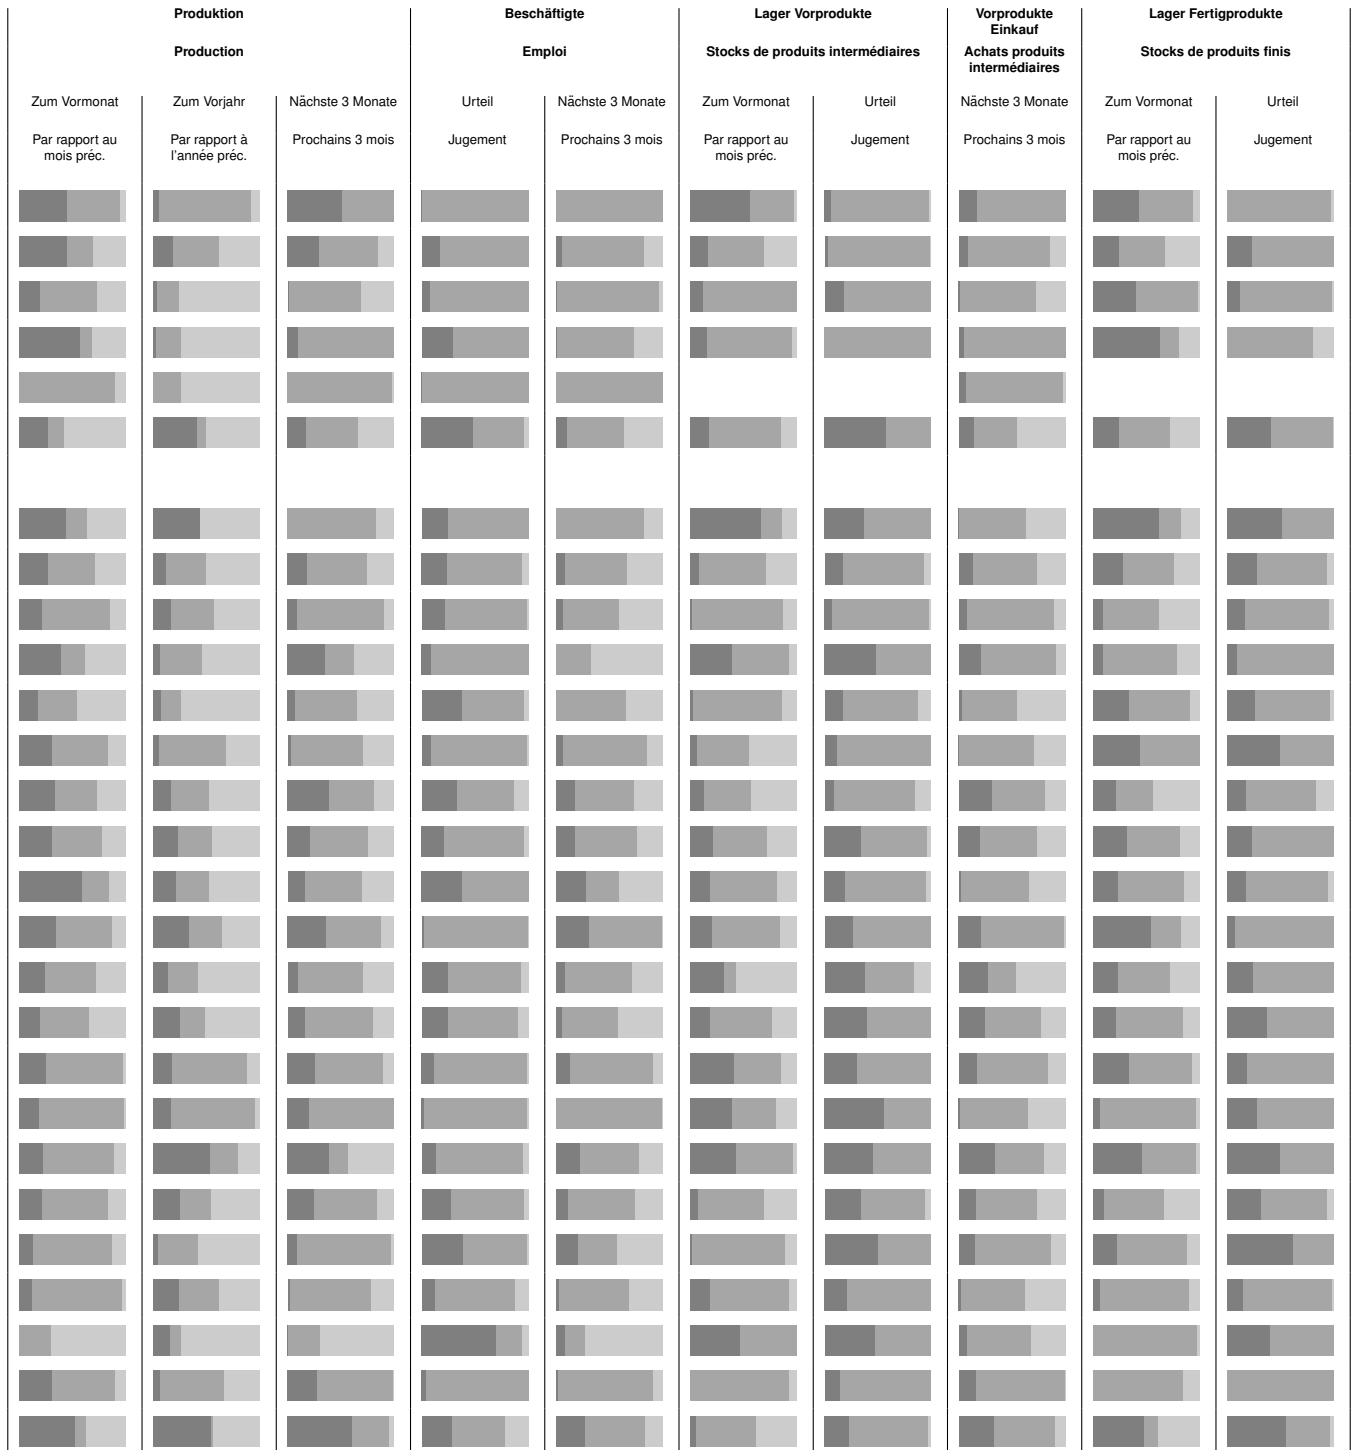 Produktion
Beschäftigte
Lager Vorprodukte
Vorprodukte
Einkauf
Lager Fertigprodukte
Production
Emploi
Stocks de produits intermédiaires
Achats produits
intermédiaires
Stocks de produits finis
Zum Vormonat
Zum Vorjahr
Nächste 3 Monate
Urteil
Nächste 3 Monate
Zum Vormonat
Urteil
Nächste 3 Monate
Zum Vormonat
Urteil
Par rapport au
mois préc.
Par rapport à
l'année préc.
Prochains 3 mois
Jugement
Prochains 3 mois
Par rapport au
mois préc.
Jugement
Prochains 3 mois
Par rapport au
mois préc.
Jugement